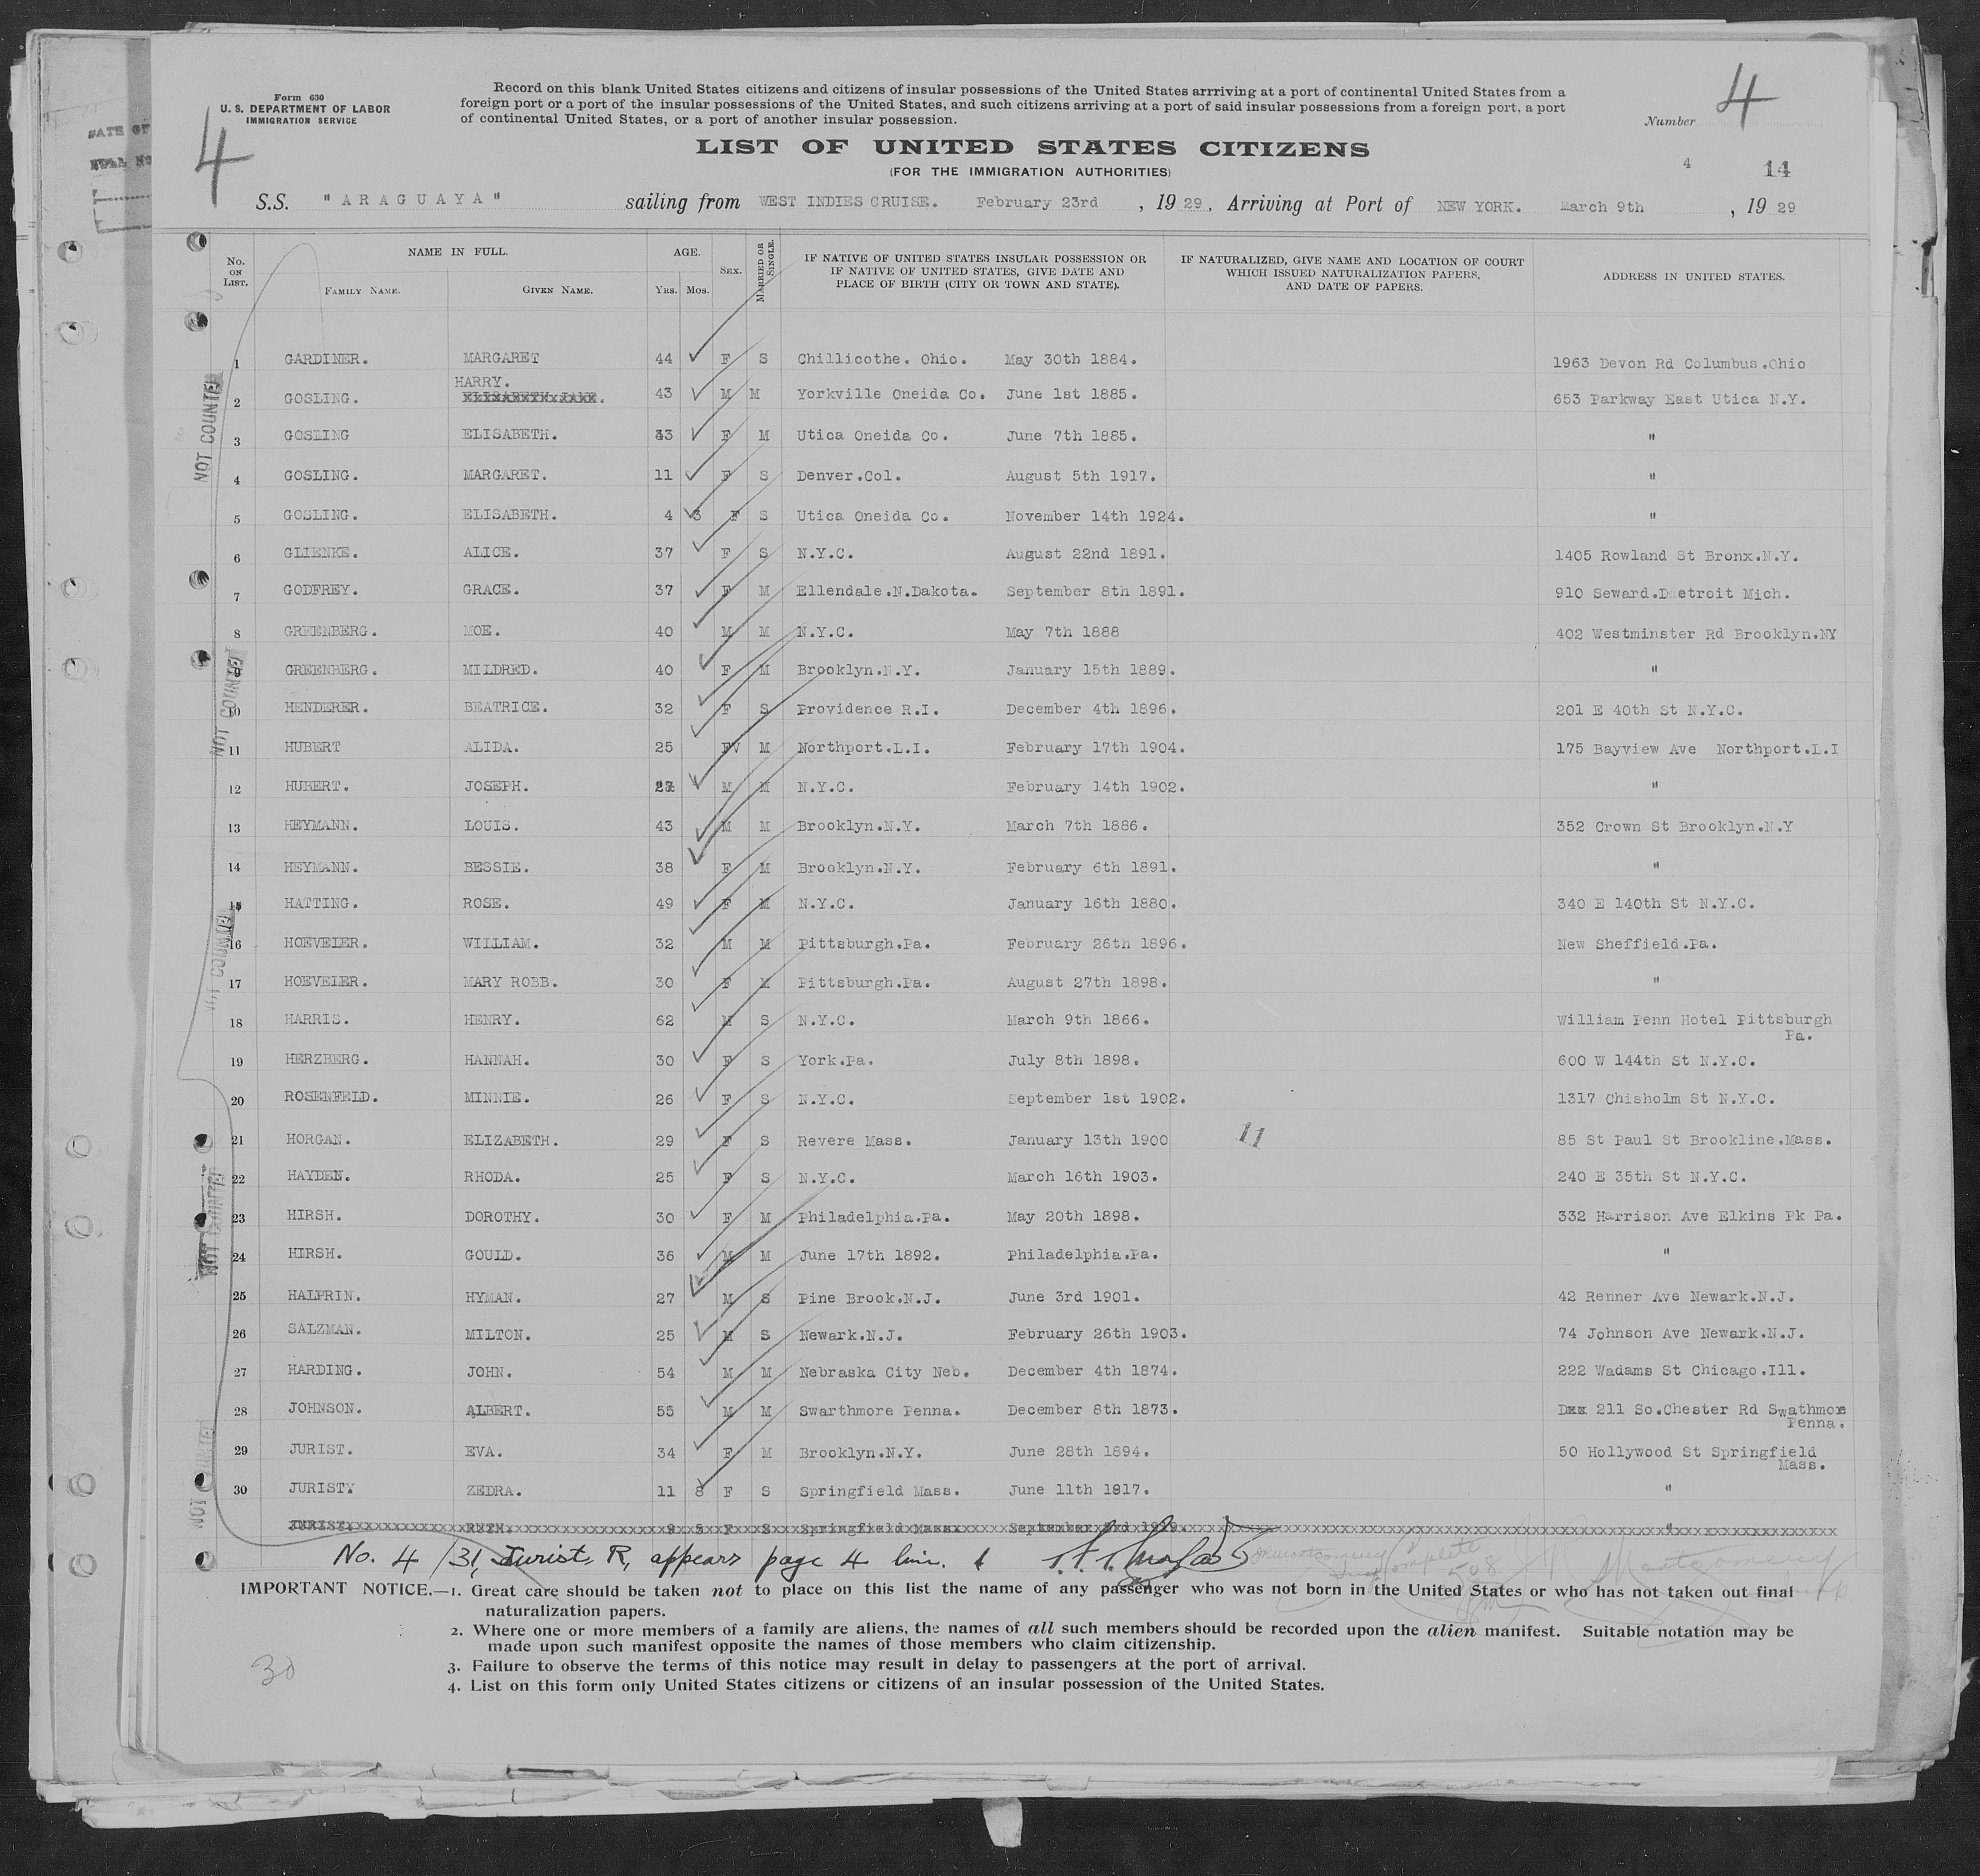 Form 630
U. S. DEPARTMENT OF LABOR
IMMIGRATION SERVICE
4
Record on this blank United States citizens and citizens of insular possessions of the United States arrriving at a port of continental United States from a
foreign port or a port of the insular possessions of the United States, and such citizens arriving at a port of said insular possessions from a foreign port, a port
of continental United States, or a port of another insular possession.
Number 4
LIST OF UNITED STATES CITIZENS
(FOR THE IMMIGRATION AUTHORITIES)
4 14
S.S. "ARAGUAYA" sailing from WEST INDIES CRUISE. February 23rd , 19 29 , Arriving at Port of NEW YORK. March 9th , 19 29
No. ON LIST. NAME IN FULL. FAMILY NAME. GIVEN NAME. AGE. YRS. MOS. SEX. MARRIED OR SINGLE. IF NATIVE OF UNITED STATES INSULAR POSSESSION OR IF NATIVE OF UNITED STATES, GIVE DATE AND PLACE OF BIRTH (CITY OR TOWN AND STATE). IF NATURALIZED, GIVE NAME AND LOCATION OF COURT WHICH ISSUED NATURALIZATION PAPERS, AND DATE OF PAPERS. ADDRESS IN UNITED STATES.
1 GARDINER. MARGARET 44 F S Chillicothe. Ohio. May 30th 1884. 1963 Devon Rd Columbus.Ohio
2 GOSLING. HARRY. 43 M M Yorkville Oneida Co. June 1st 1885. 653 Parkway East Utica N.Y.
3 GOSLING ELISABETH. 43 F M Utica Oneida Co. June 7th 1885. "
4 GOSLING. MARGARET. 11 F S Denver.Col. August 5th 1917. "
5 GOSLING. ELISABETH. 4 3 F S Utica Oneida Co. November 14th 1924. "
6 GLIENKE. ALICE. 37 F S N.Y.C. August 22nd 1891. 1405 Rowland St Bronx.N.Y.
7 GODFREY. GRACE. 37 F M Ellendale.N.Dakota. September 8th 1891. 910 Seward.Detroit Mich.
8 GREENBERG. MOE. 40 M M N.Y.C. May 7th 1888 402 Westminster Rd Brooklyn.NY
9 GREENBERG. MILDRED. 40 F M Brooklyn.N.Y. January 15th 1889. "
10 HENDERER. BEATRICE. 32 F S Providence R.I. December 4th 1896. 201 E 40th St N.Y.C.
11 HUBERT ALIDA. 25 F M Northport.L.I. February 17th 1904. 175 Bayview Ave Northport.L.I
12 HUBERT. JOSEPH. 27 M M N.Y.C. February 14th 1902. "
13 HEYMANN. LOUIS. 43 M M Brooklyn.N.Y. March 7th 1886. 352 Crown St Brooklyn.N.Y
14 HEYMANN. BESSIE. 38 F M Brooklyn.N.Y. February 6th 1891. "
15 HATTING. ROSE. 49 F M N.Y.C. January 16th 1880. 340 E 140th St N.Y.C.
16 HOEVELER. WILLIAM. 32 M M Pittsburgh.Pa. February 26th 1896. New Sheffield.Pa.
17 HOEVELER. MARY ROBB. 30 F M Pittsburgh.Pa. August 27th 1898. "
18 HARRIS. HENRY. 62 M S N.Y.C. March 9th 1866. William Penn Hotel Pittsburgh
Pa.
19 HERZBERG. HANNAH. 30 F S York.Pa. July 8th 1898. 600 W 144th St N.Y.C.
20 ROSENFELD. MINNIE. 26 F S N.Y.C. September 1st 1902. 1317 Chisholm St N.Y.C.
21 HORGAN. ELIZABETH. 29 F S Revere Mass. January 13th 1900 11 85 St Paul St Brookline.Mass.
22 HAYDEN. RHODA. 25 F S N.Y.C. March 16th 1903. 240 E 35th St N.Y.C.
23 HIRSH. DOROTHY. 30 F M Philadelphia.Pa. May 20th 1898. 332 Harrison Ave Elkins Pk Pa.
24 HIRSH. GOULD. 36 M M June 17th 1892. Philadelphia.Pa. "
25 HALPRIN. HYMAN. 27 M S Pine Brook.N.J. June 3rd 1901. 42 Renner Ave Newark.N.J.
26 SALZMAN. MILTON. 25 M S Newark.N.J. February 26th 1903. 74 Johnson Ave Newark.N.J.
27 HARDING. JOHN. 54 M M Nebraska City Neb. December 4th 1874. 222 Wadams St Chicago.Ill.
28 JOHNSON. ALBERT. 55 M M Swarthmore Penna. December 8th 1873. 211 So.Chester Rd Swathmore
Penna.
29 JURIST. EVA. 34 F M Brooklyn.N.Y. June 28th 1894. 50 Hollywood St Springfield
Mass.
30 JURISTY ZEDRA. 11 8 F S Springfield Mass. June 11th 1917. "
JURIST. RUTH. 9 5 F S Springfield Mass. September 3rd "
No. 4/31, Jurist, R, appears page 4 line.
NOT COUNTED
NOT COUNTED
NOT COUNTED
NOT COUNTED
IMPORTANT NOTICE.—1. Great care should be taken not to place on this list the name of any passenger who was not born in the United States or who has not taken out final
naturalization papers.
2. Where one or more members of a family are aliens, the names of all such members should be recorded upon the alien manifest. Suitable notation may be
made upon such manifest opposite the names of those members who claim citizenship.
3. Failure to observe the terms of this notice may result in delay to passengers at the port of arrival.
4. List on this form only United States citizens or citizens of an insular possession of the United States.
30